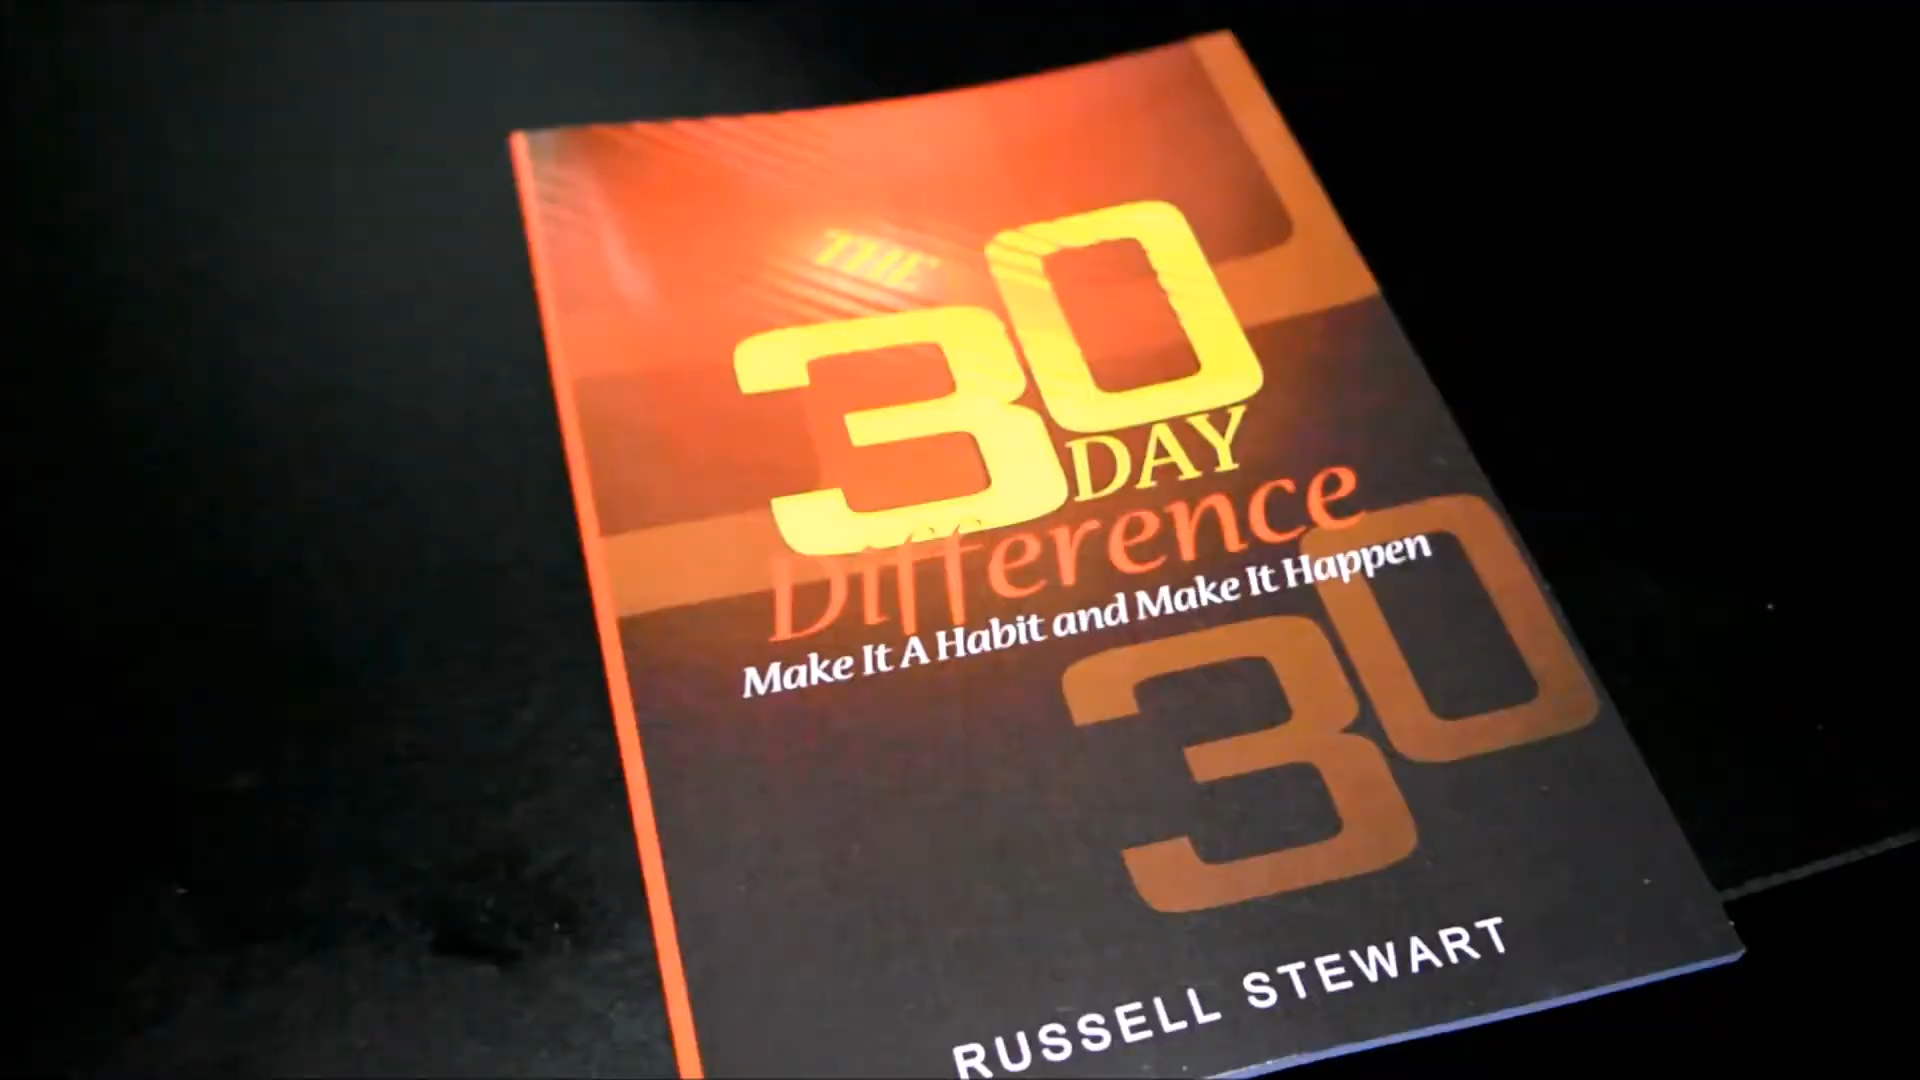 THE
30
DAY
Difference
Make It A Habit and Make It Happen
30
RUSSELL STEWART